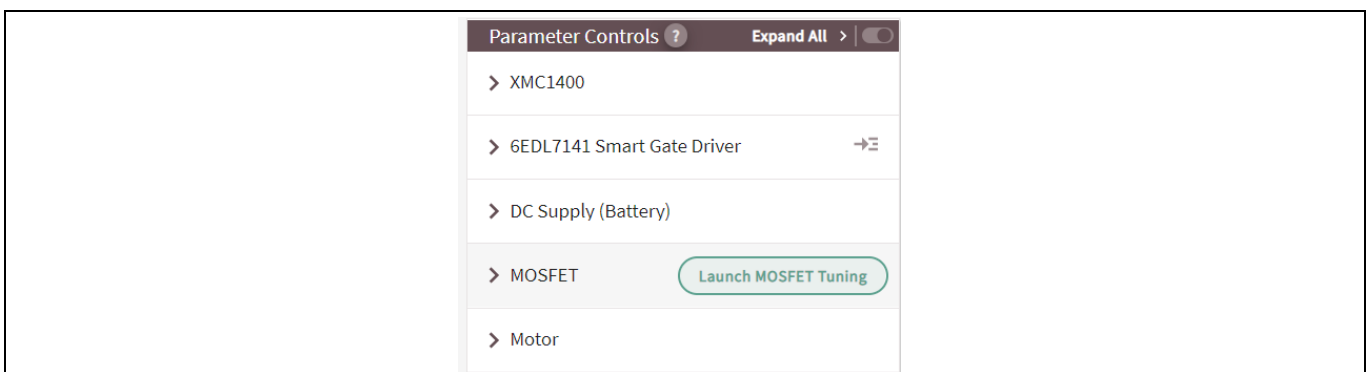 Parameter Controls ? Expand All >
XMC1400
6EDL7141 Smart Gate Driver
DC Supply (Battery)
MOSFET Launch MOSFET Tuning
Motor